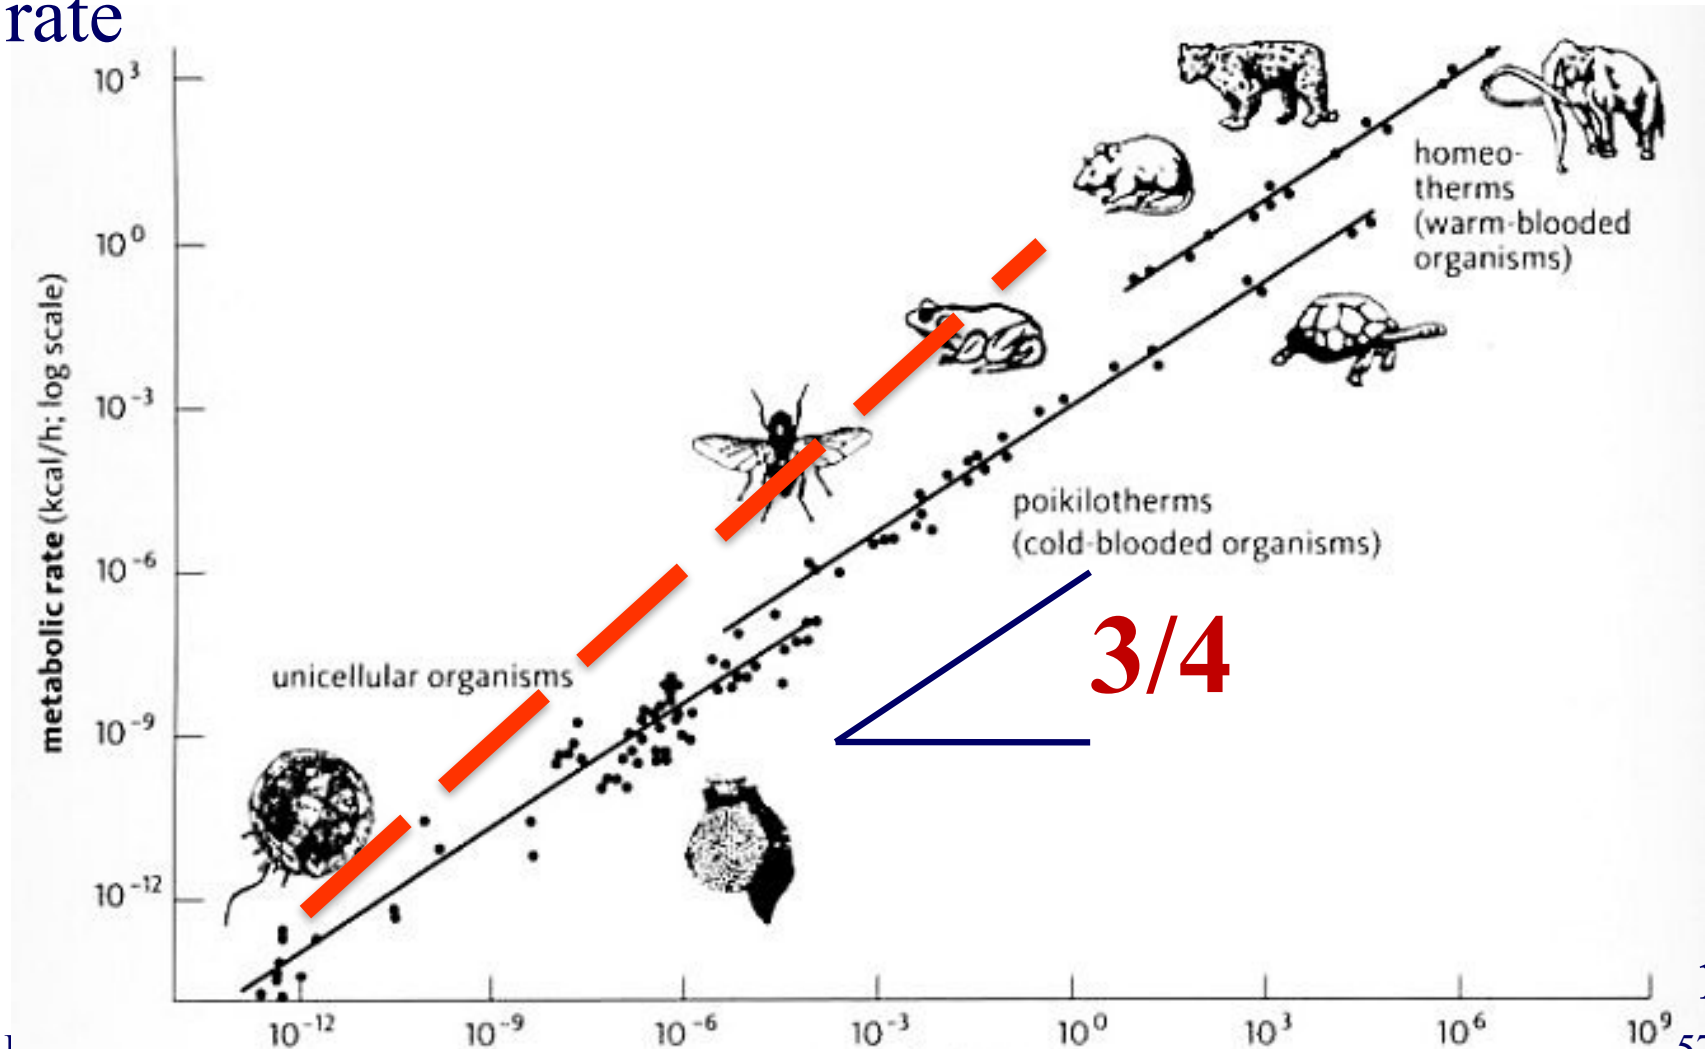 rate
10³
10⁰
10⁻³
10⁻⁶
10⁻⁹
10⁻¹²
metabolic rate (kcal/h; log scale)
homeo-
therms
(warm-blooded
organisms)
poikilotherms
(cold-blooded organisms)
3/4
unicellular organisms
10⁻¹² 10⁻⁹ 10⁻⁶ 10⁻³ 10⁰ 10³ 10⁶ 10⁹